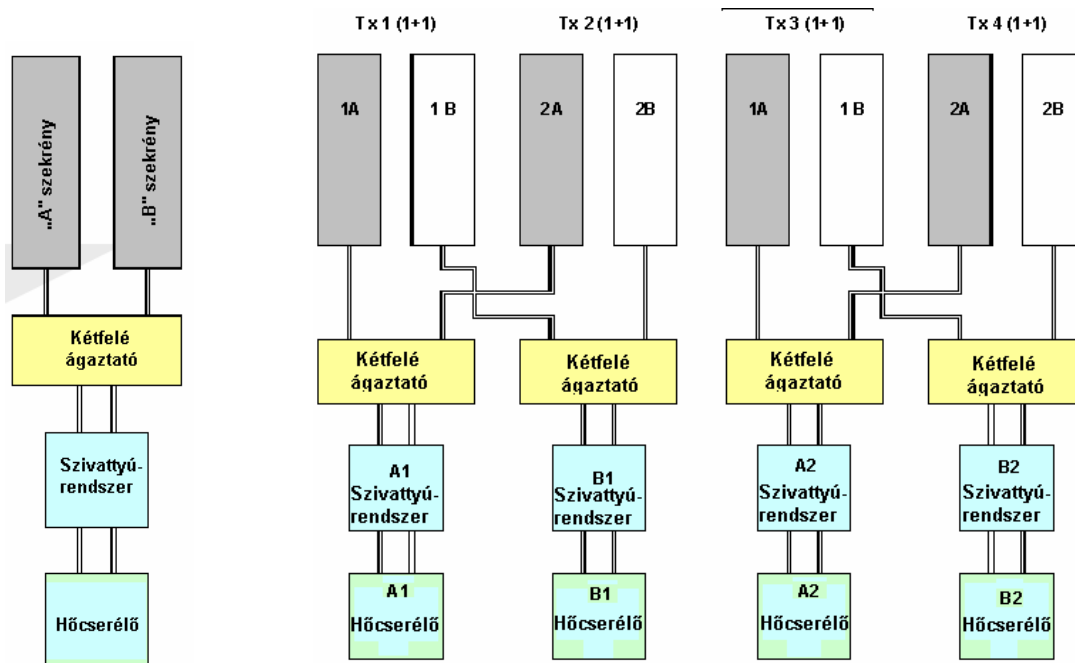 Tx 1 (1+1)
Tx 2 (1+1)
Tx 3 (1+1)
Tx 4 (1+1)
„A" szekrény
„B" szekrény
1A
1 B
2A
2B
1A
1 B
2A
2B
Kétfelé
ágaztató
Kétfelé
ágaztató
Kétfelé
ágaztató
Kétfelé
ágaztató
Kétfelé
ágaztató
Szivattyú-
rendszer
A1
Szivattyú-
rendszer
B1
Szivattyú-
rendszer
A2
Szivattyú-
rendszer
B2
Szivattyú-
rendszer
Hőcserélő
A1
Hőcserélő
B1
Hőcserélő
A2
Hőcserélő
B2
Hőcserélő